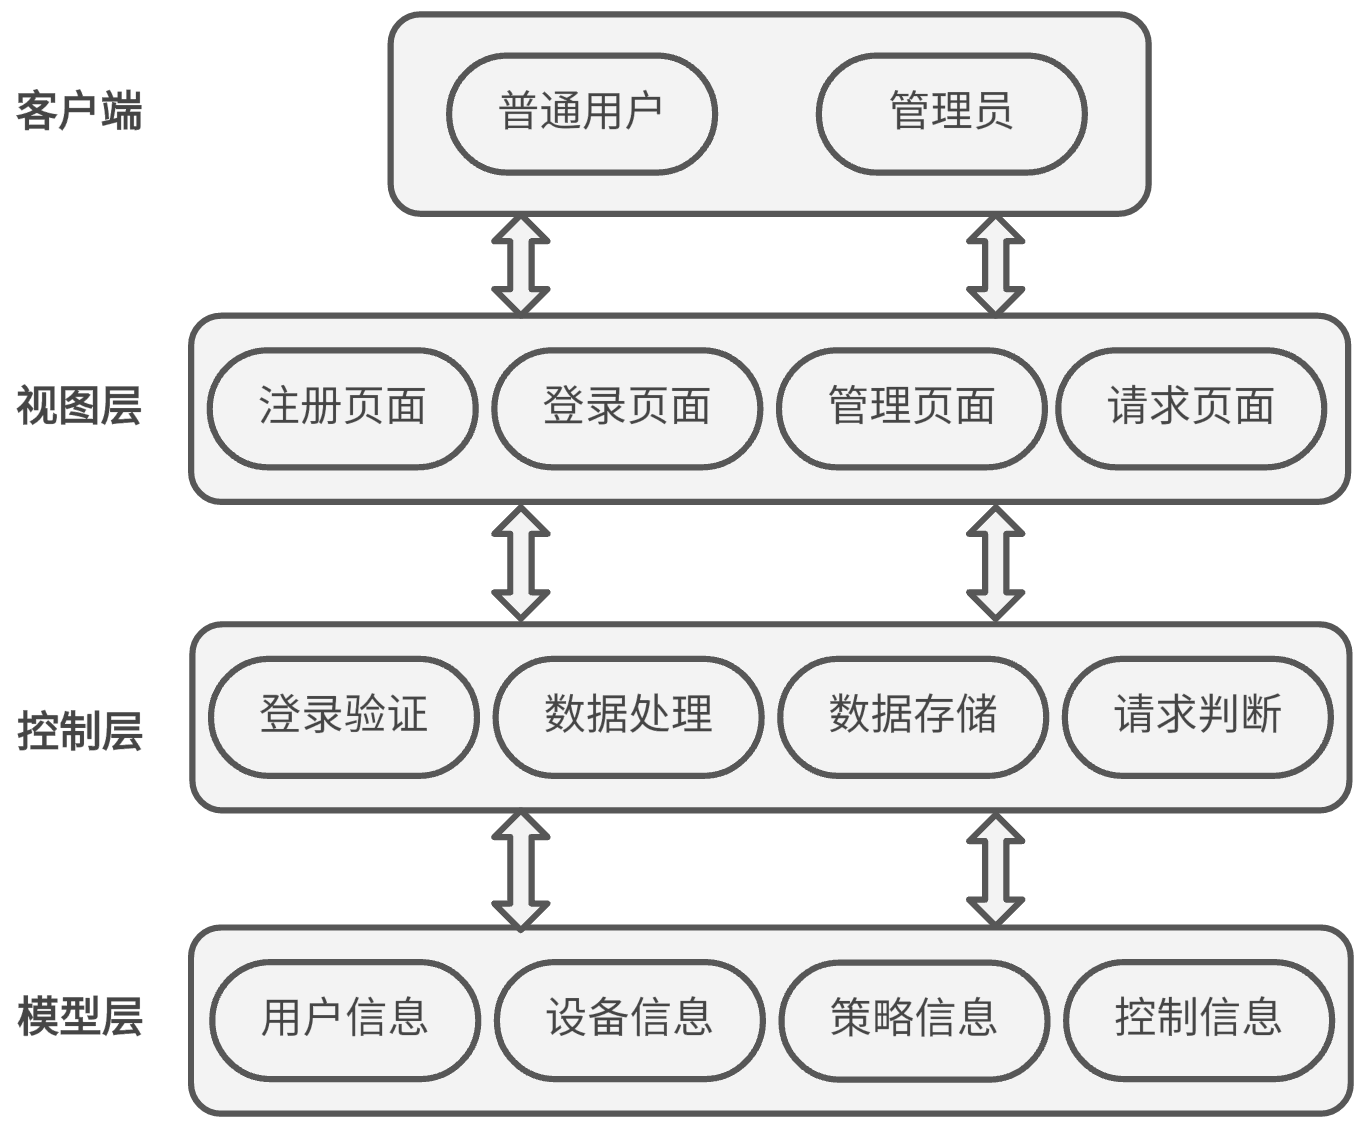 客户端
普通用户
管理员
视图层
注册页面
登录页面
管理页面
请求页面
控制层
登录验证
数据处理
数据存储
请求判断
模型层
用户信息
设备信息
策略信息
控制信息